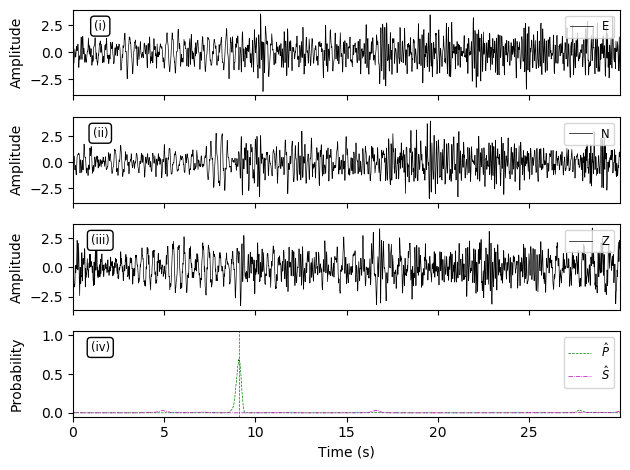 Amplitude
2.5
0.0
−2.5
(i)
E
Amplitude
2.5
0.0
−2.5
(ii)
N
Amplitude
2.5
0.0
−2.5
(iii)
Z
Probability
1.0
0.5
0.0
(iv)
P̂
Ŝ
0 5 10 15 20 25
Time (s)